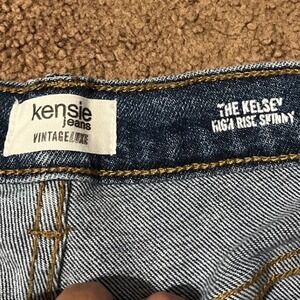 kensie
jeans
VINTAGE LUXE
THE KELSEY
HIGH RISE SKINNY